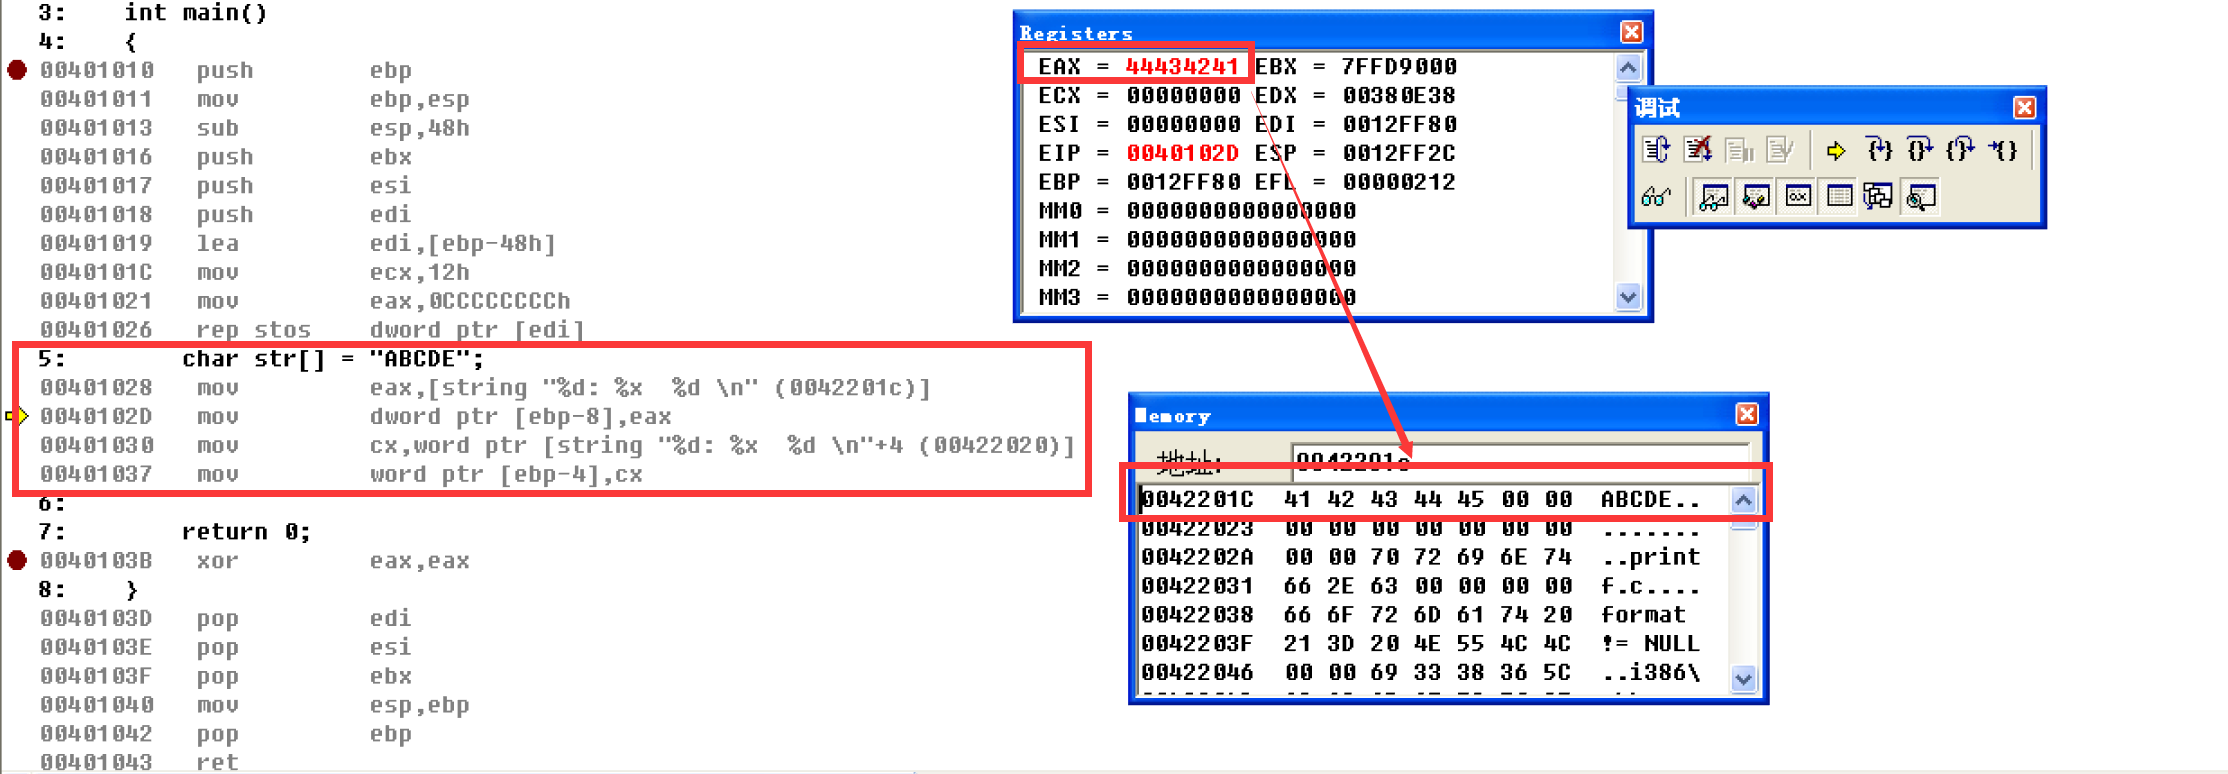 3:    int main()
4:    {
00401010   push        ebp
00401011   mov         ebp,esp
00401013   sub         esp,48h
00401016   push        ebx
00401017   push        esi
00401018   push        edi
00401019   lea         edi,[ebp-48h]
0040101C   mov         ecx,12h
00401021   mov         eax,0CCCCCCCCh
00401026   rep stos    dword ptr [edi]
5:        char str[] = "ABCDE";
00401028   mov         eax,[string "%d: %x  %d \n" (0042201c)]
0040102D   mov         dword ptr [ebp-8],eax
00401030   mov         cx,word ptr [string "%d: %x  %d \n"+4 (00422020)]
00401037   mov         word ptr [ebp-4],cx
6:
7:        return 0;
0040103B   xor         eax,eax
8:    }
0040103D   pop         edi
0040103E   pop         esi
0040103F   pop         ebx
00401040   mov         esp,ebp
00401042   pop         ebp
00401043   ret
Registers
EAX = 44434241 EBX = 7FFD9000
ECX = 00000000 EDX = 00380E38
ESI = 00000000 EDI = 0012FF80
EIP = 0040102D ESP = 0012FF2C
EBP = 0012FF80 EFL = 00000212
MM0 = 0000000000000000
MM1 = 0000000000000000
MM2 = 0000000000000000
MM3 = 0000000000000000
调试
Memory
地址: 0042201c
0042201C  41 42 43 44 45 00 00  ABCDE..
00422023  00 00 00 00 00 00 00  .......
0042202A  00 00 70 72 69 6E 74  ..print
00422031  66 2E 63 00 00 00 00  f.c....
00422038  66 6F 72 6D 61 74 20  format
0042203F  21 3D 20 4E 55 4C 4C  != NULL
00422046  00 00 69 33 38 36 5C  ..i386\